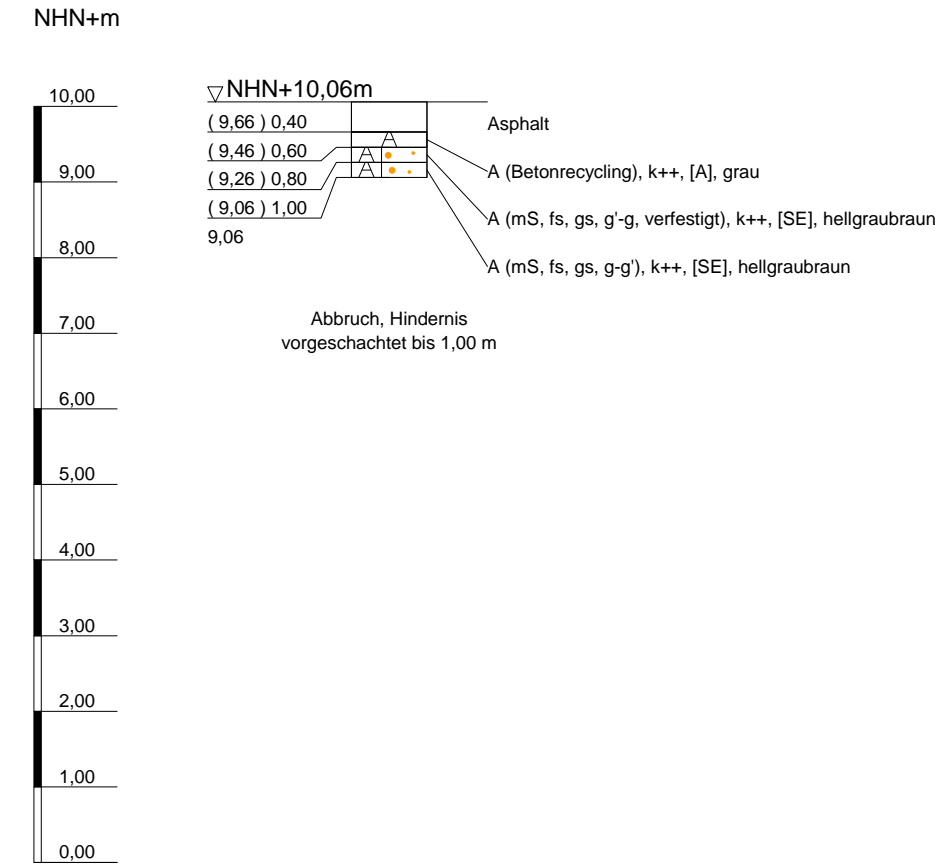 NHN+m
NHN+10,06m
10,00
( 9,66 ) 0,40
Asphalt
A
( 9,46 ) 0,60
A
( 9,26 ) 0,80
A
A (Betonrecycling), k++, [A], grau
9,00
( 9,06 ) 1,00
A (mS, fs, gs, g'-g, verfestigt), k++, [SE], hellgraubraun
9,06
8,00
A (mS, fs, gs, g-g'), k++, [SE], hellgraubraun
Abbruch, Hindernis
7,00
vorgeschachtet bis 1,00 m
6,00
5,00
4,00
3,00
2,00
1,00
0,00